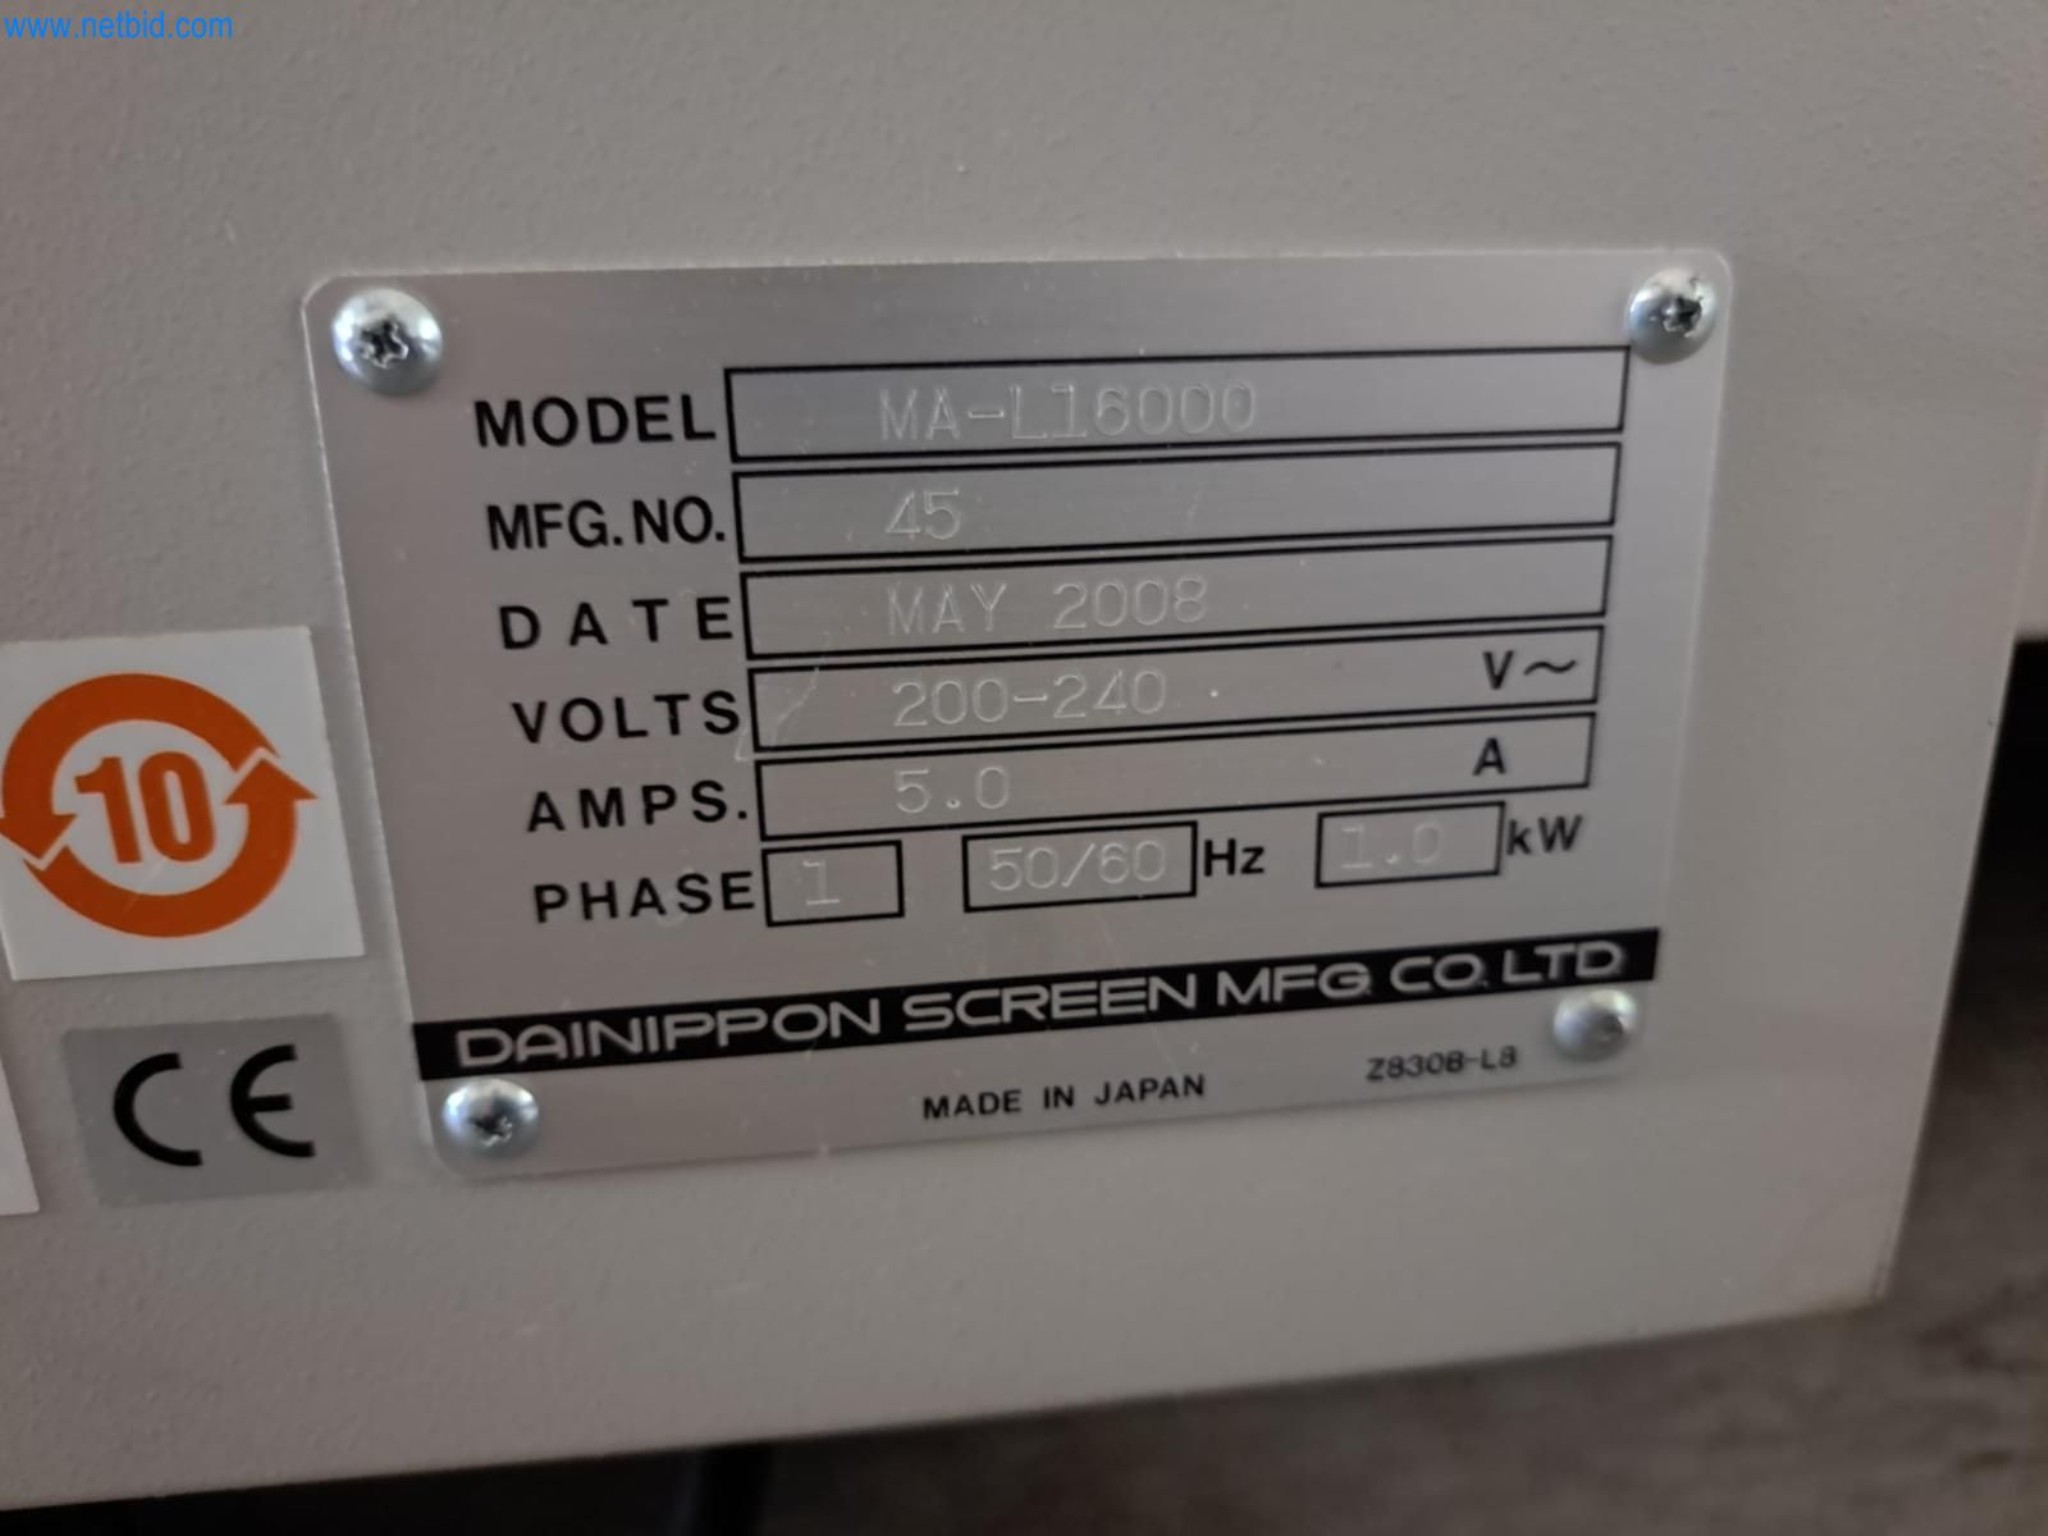 www.netbid.com
MODEL MA-L16000
MFG.NO. 45
DATE MAY 2008
VOLTS 200-240 V~
AMPS. 5.0 A
PHASE 1 50/60 Hz 1.0 kW
10
DAINIPPON SCREEN MFG. CO. LTD
CE
MADE IN JAPAN Z830B-L8